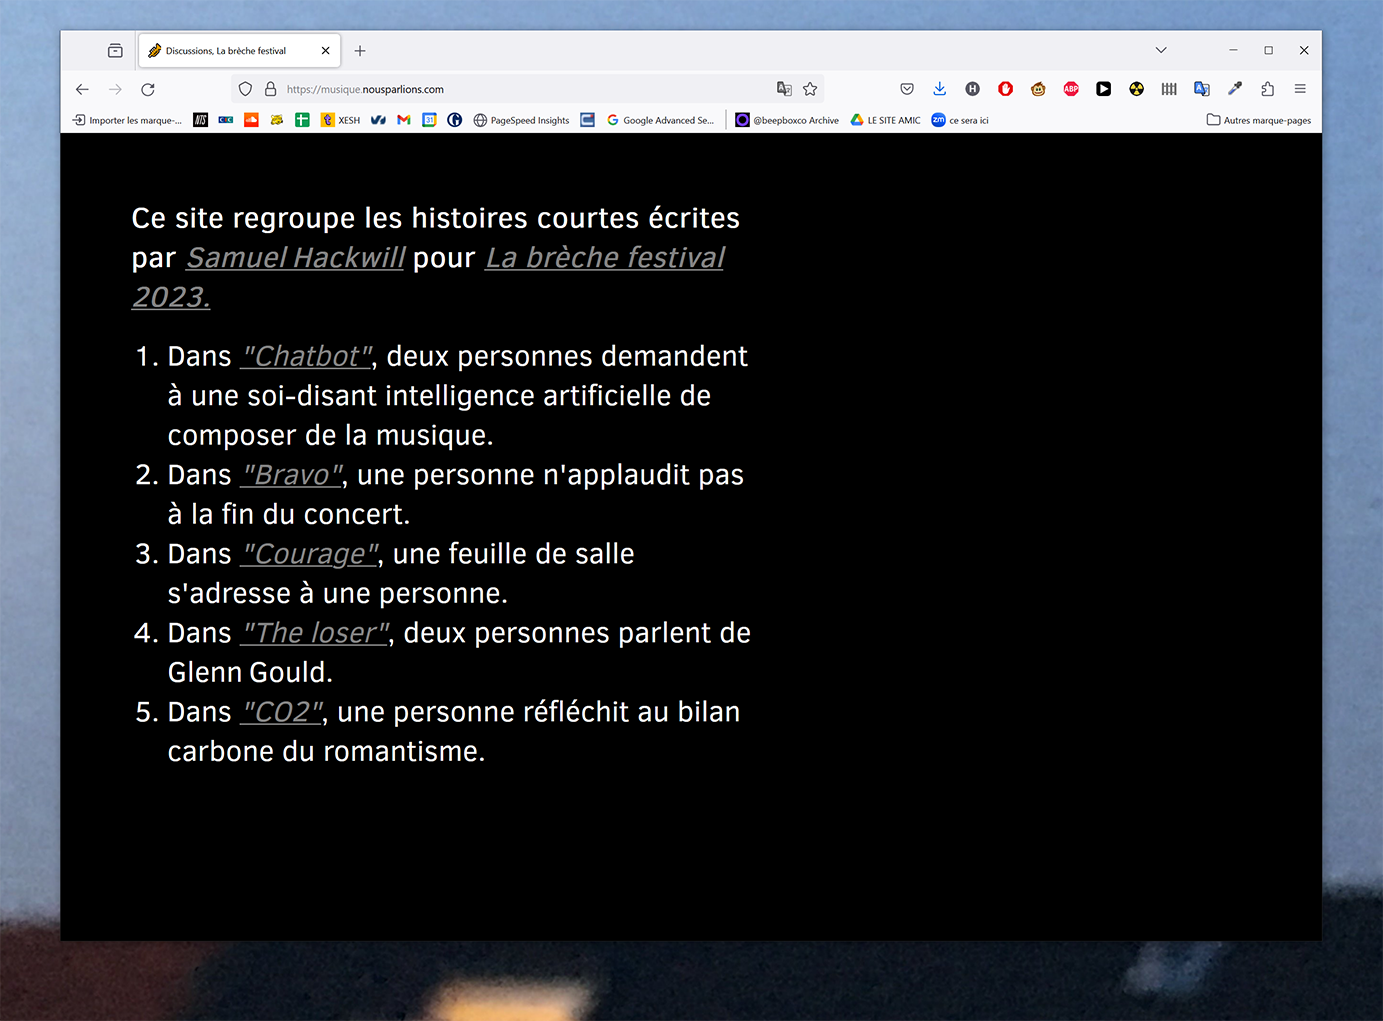 Discussions, La brèche festival
https://musique.nousparlions.com
Importer les marque-... NTS XESH 31 PageSpeed Insights Google Advanced Se... @beepboxco Archive LE SITE AMIC zm ce sera ici Autres marque-pages
H ABP
Ce site regroupe les histoires courtes écrites
par Samuel Hackwill pour La brèche festival
2023.
1. Dans "Chatbot", deux personnes demandent
à une soi-disant intelligence artificielle de
composer de la musique.
2. Dans "Bravo", une personne n'applaudit pas
à la fin du concert.
3. Dans "Courage", une feuille de salle
s'adresse à une personne.
4. Dans "The loser", deux personnes parlent de
Glenn Gould.
5. Dans "CO2", une personne réfléchit au bilan
carbone du romantisme.